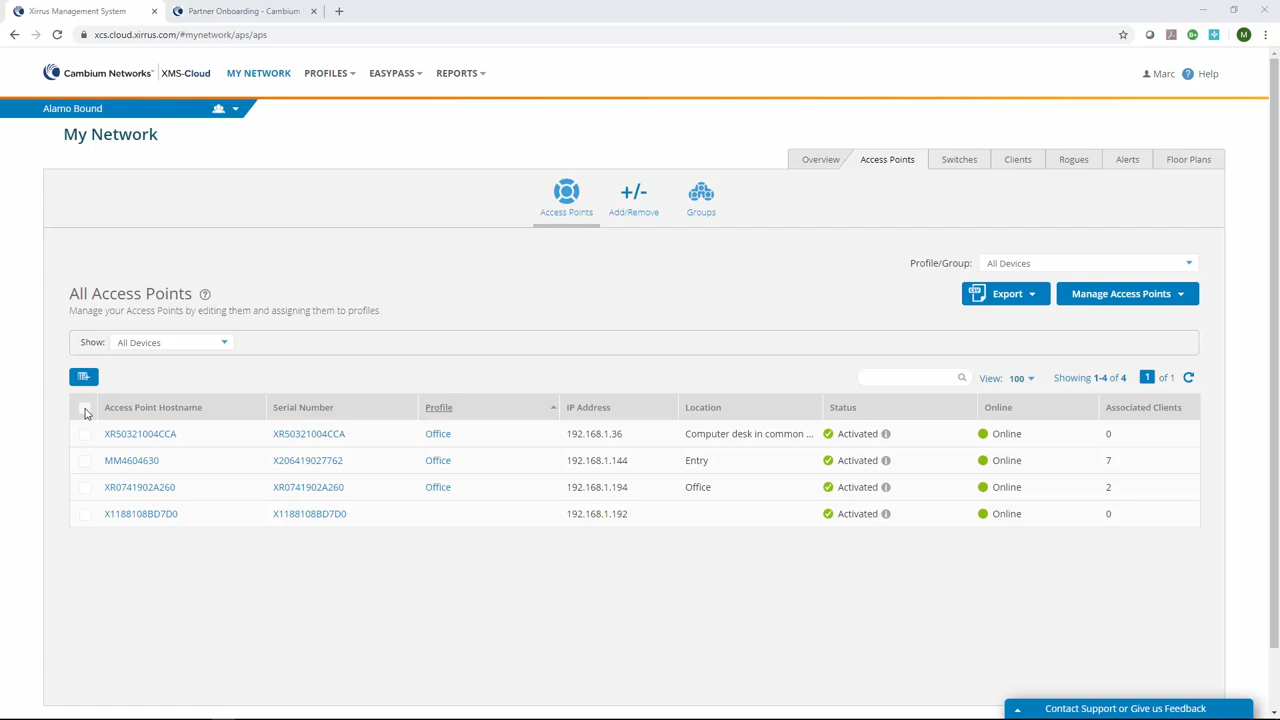 Xirrus Management System
Partner Onboarding - Cambium
xcs.cloud.xirrus.com/#mynetwork/aps/aps
M
Cambium Networks™ XMS-Cloud MY NETWORK PROFILES EASYPASS REPORTS Marc ? Help
Alamo Bound
My Network
Overview Access Points Switches Clients Rogues Alerts Floor Plans
+/-
Access Points Add/Remove Groups
Profile/Group: All Devices
All Access Points ?
CSV Export Manage Access Points
Manage your Access Points by editing them and assigning them to profiles.
Show: All Devices
View: 100 Showing 1-4 of 4 1 of 1
Access Point Hostname Serial Number Profile IP Address Location Status Online Associated Clients
XR50321004CCA XR50321004CCA Office 192.168.1.36 Computer desk in common ... Activated Online 0
MM4604630 X206419027762 Office 192.168.1.144 Entry Activated Online 7
XR0741902A260 XR0741902A260 Office 192.168.1.194 Office Activated Online 2
X1188108BD7D0 X1188108BD7D0 192.168.1.192 Activated Online 0
Contact Support or Give us Feedback